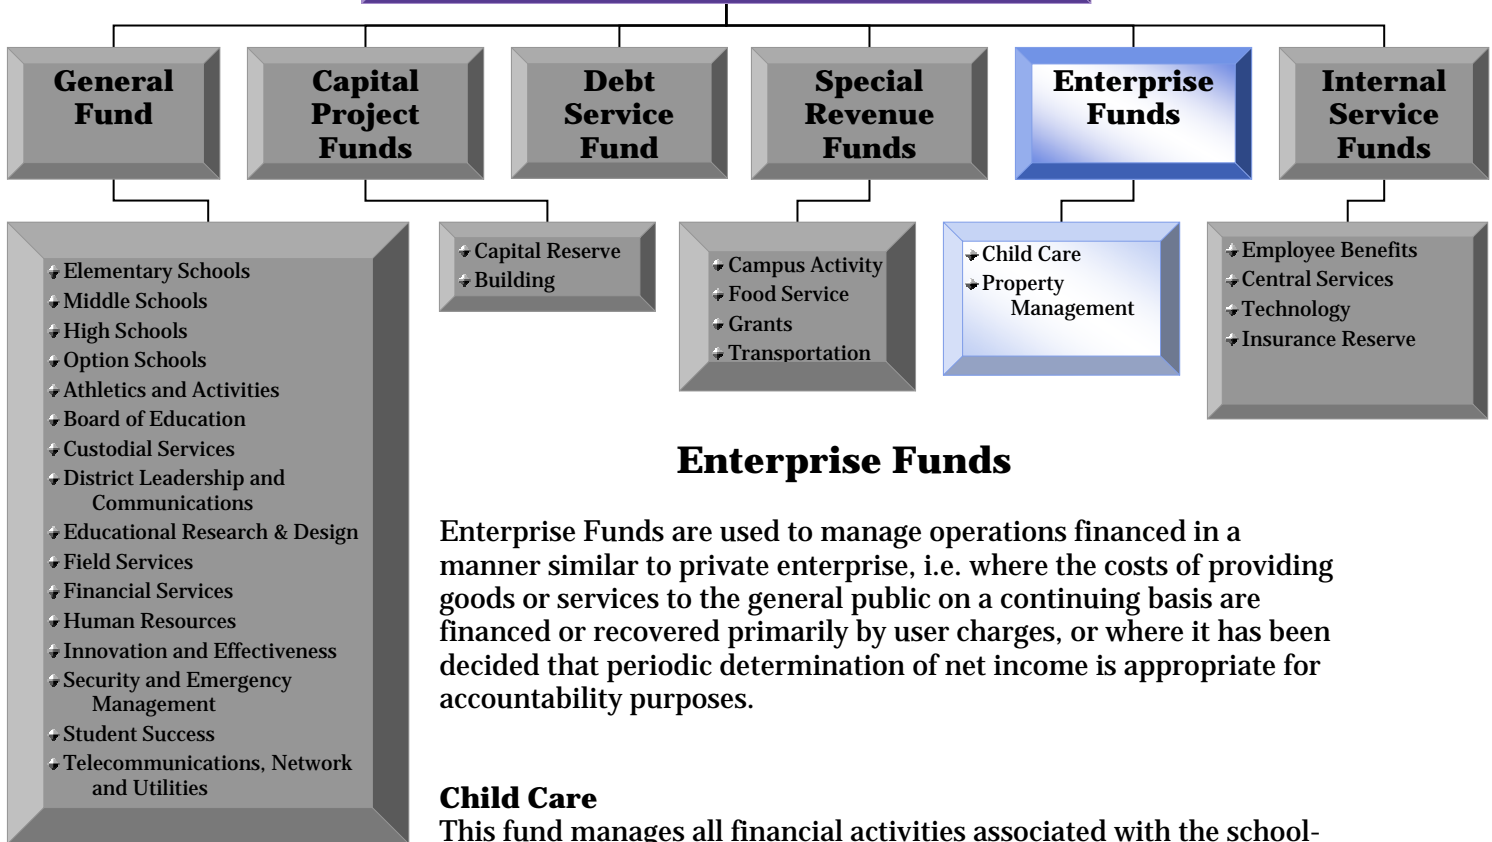 General
Fund
Capital
Project
Funds
Debt
Service
Fund
Special
Revenue
Funds
Enterprise
Funds
Internal
Service
Funds
Elementary Schools
Middle Schools
High Schools
Option Schools
Athletics and Activities
Board of Education
Custodial Services
District Leadership and
Communications
Educational Research & Design
Field Services
Financial Services
Human Resources
Innovation and Effectiveness
Security and Emergency
Management
Student Success
Telecommunications, Network
and Utilities
Capital Reserve
Building
Campus Activity
Food Service
Grants
Transportation
Child Care
Property
Management
Employee Benefits
Central Services
Technology
Insurance Reserve
Enterprise Funds
Enterprise Funds are used to manage operations financed in a
manner similar to private enterprise, i.e. where the costs of providing
goods or services to the general public on a continuing basis are
financed or recovered primarily by user charges, or where it has been
decided that periodic determination of net income is appropriate for
accountability purposes.
Child Care
This fund manages all financial activities associated with the school-